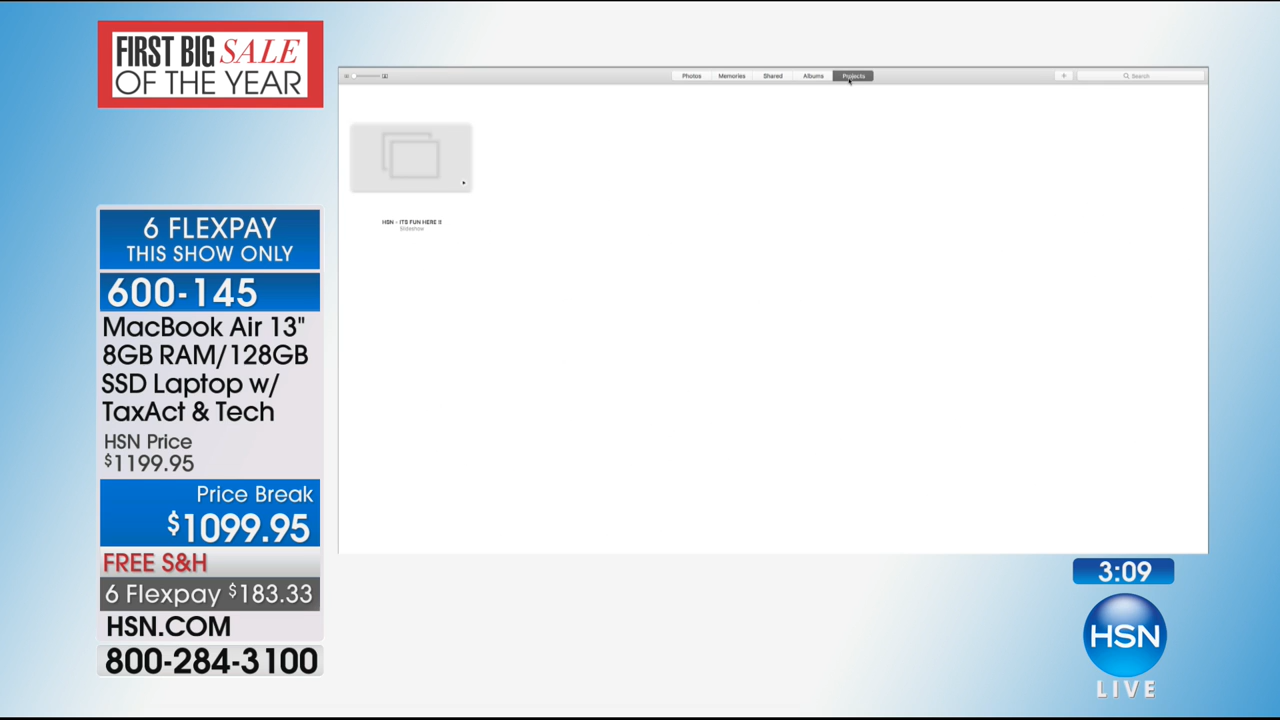 FIRST BIG SALE
OF THE YEAR
Photos
Memories
Shared
Albums
Projects
Search
HSN - ITS FUN HERE II
Slideshow
6 FLEXPAY
THIS SHOW ONLY
600-145
MacBook Air 13"
8GB RAM/128GB
SSD Laptop w/
TaxAct & Tech
HSN Price
$1199.95
Price Break
$1099.95
FREE S&H
6 Flexpay $183.33
HSN.COM
800-284-3100
3:09
HSN
LIVE